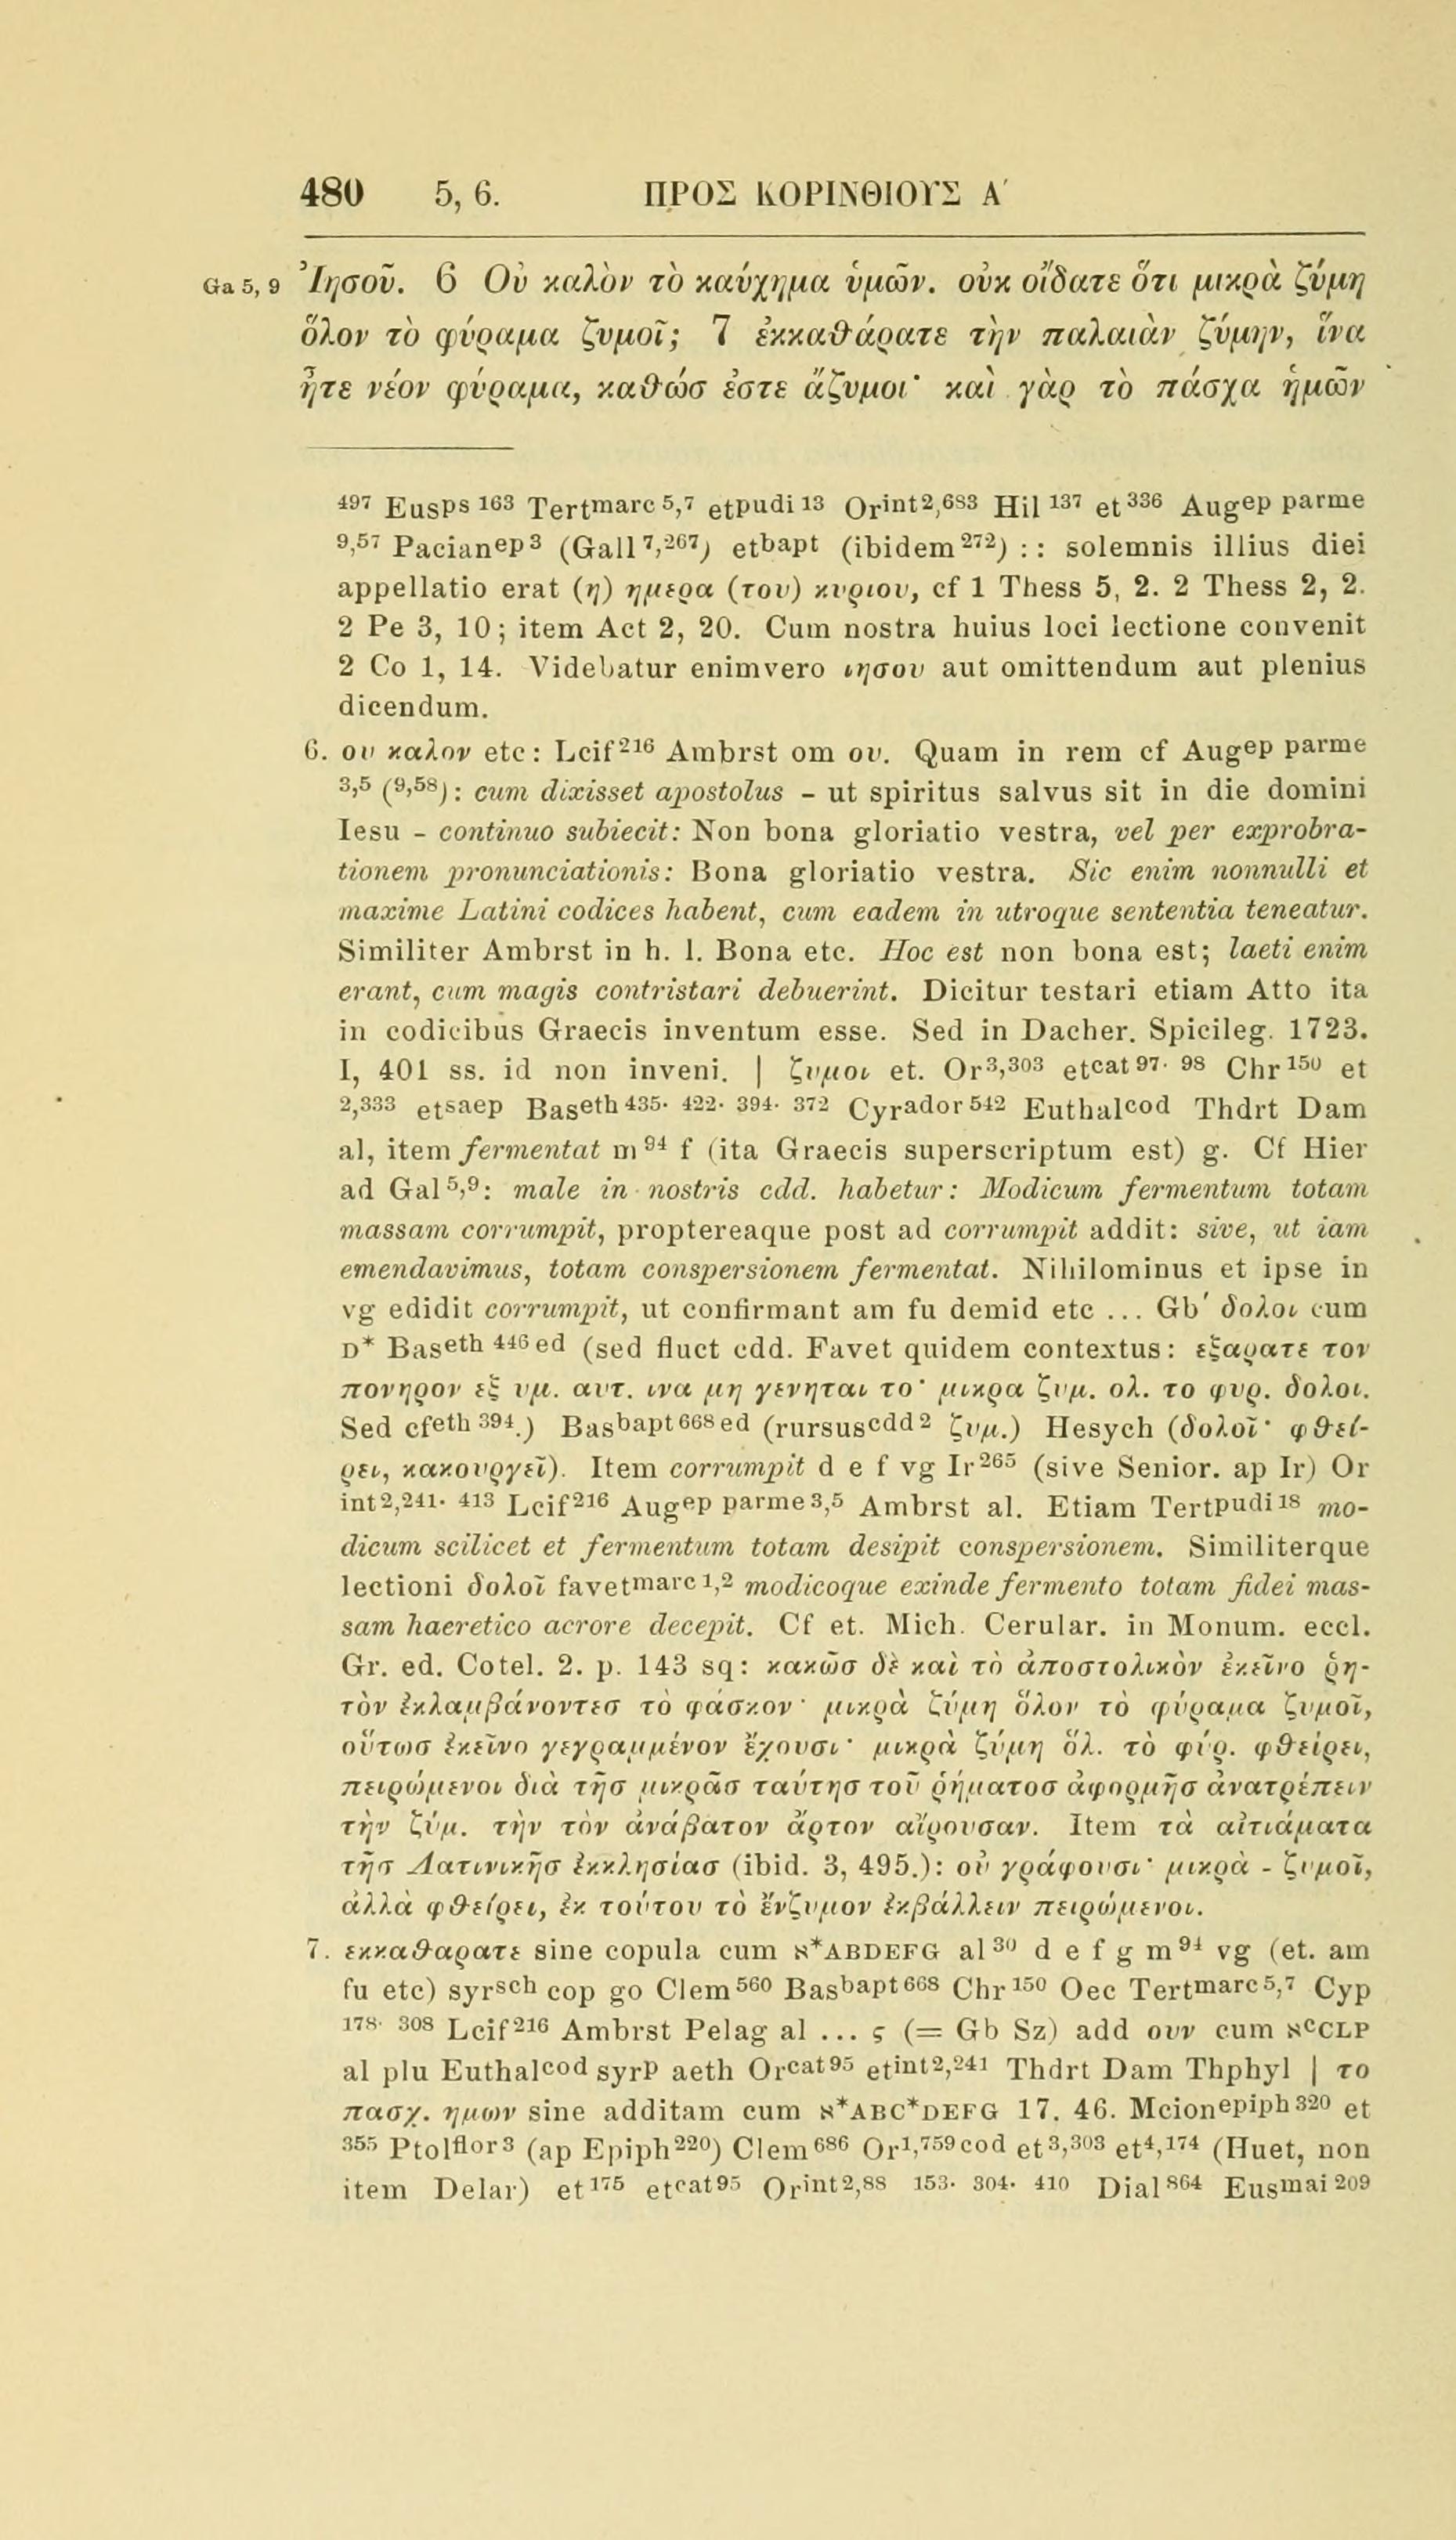 480 5, 6. ΠΡΟΣ ΚΟΡΙΝΘΙΟΥΣ Α΄
Ga 5, 9 Ἰησοῦ. 6 Οὐ καλὸν τὸ καύχημα ὑμῶν. οὐκ οἴδατε ὅτι μικρὰ ζύμη
ὅλον τὸ φύραμα ζυμοῖ; 7 ἐκκαθάρατε τὴν παλαιὰν ζύμην, ἵνα
ἦτε νέον φύραμα, καθώσ ἐστε ἄζυμοι· καὶ γὰρ τὸ πάσχα ἡμῶν
497 Eusps 163 Tertmarc 5,7 etpudi 13 Orint 2,683 Hil 137 et 336 Augep parme
9,57 Pacianep 3 (Gall 7,267) etbapt (ibidem 272) : : solemnis illius diei
appellatio erat (η) ημερα (του) κυριου, cf 1 Thess 5, 2. 2 Thess 2, 2.
2 Pe 3, 10; item Act 2, 20. Cum nostra huius loci lectione convenit
2 Co 1, 14. Videbatur enimvero ιησου aut omittendum aut plenius
dicendum.
6. ου καλον etc: Lcif 216 Ambrst om ου. Quam in rem cf Augep parme
3,5 (9,58): cum dixisset apostolus - ut spiritus salvus sit in die domini
Iesu - continuo subiecit: Non bona gloriatio vestra, vel per exprobra-
tionem pronunciationis: Bona gloriatio vestra. Sic enim nonnulli et
maxime Latini codices habent, cum eadem in utroque sententia teneatur.
Similiter Ambrst in h. l. Bona etc. Hoc est non bona est; laeti enim
erant, cum magis contristari debuerint. Dicitur testari etiam Atto ita
in codicibus Graecis inventum esse. Sed in Dacher. Spicileg. 1723.
I, 401 ss. id non inveni. | ζυμοι et. Or 3,303 etcat 97. 98 Chr 150 et
2,333 etsaep Baseth 435. 422. 394. 372 Cyrador 542 Euthalcod Thdrt Dam
al, item fermentat m 94 f (ita Graecis superscriptum est) g. Cf Hier
ad Gal 5,9: male in nostris cdd. habetur: Modicum fermentum totam
massam corrumpit, proptereaque post ad corrumpit addit: sive, ut iam
emendavimus, totam conspersionem fermentat. Nihilominus et ipse in
vg edidit corrumpit, ut confirmant am fu demid etc ... Gb′ δολοι cum
D* Baseth 446 ed (sed fluct cdd. Favet quidem contextus: εξαρατε τον
πονηρον εξ υμ. αυτ. ινα μη γενηται το· μικρα ζυμ. ολ. το φυρ. δολοι.
Sed cfeth 394.) Basbapt 668 ed (rursuscdd 2 ζυμ.) Hesych (δολοῖ· φθεί-
ρει, κακουργεῖ). Item corrumpit d e f vg Ir 265 (sive Senior. ap Ir) Or
int 2,241. 413 Lcif 216 Augep parme 3,5 Ambrst al. Etiam Tertpudi 18 mo-
dicum scilicet et fermentum totam desipit conspersionem. Similiterque
lectioni δολοῖ favetmarc 1,2 modicoque exinde fermento totam fidei mas-
sam haeretico acrore decepit. Cf et. Mich. Cerular. in Monum. eccl.
Gr. ed. Cotel. 2. p. 143 sq: κακῶσ δὲ καὶ τὸ ἀποστολικὸν ἐκεῖνο ῥη-
τὸν ἐκλαμβάνοντεσ τὸ φάσκον· μικρὰ ζύμη ὅλον τὸ φύραμα ζυμοῖ,
οὕτωσ ἐκεῖνο γεγραμμένον ἔχουσι· μικρὰ ζύμη ὅλ. τὸ φύρ. φθείρει,
πειρώμενοι διὰ τῆσ μικρᾶσ ταύτησ τοῦ ῥήματοσ ἀφορμῆσ ἀνατρέπειν
τὴν ζύμ. τὴν τὸν ἀνάβατον ἄρτον αἴρουσαν. Item τὰ αἰτιάματα
τῆσ Λατινικῆσ ἐκκλησίασ (ibid. 3, 495.): οὐ γράφουσι· μικρὰ - ζυμοῖ,
ἀλλὰ φθείρει, ἐκ τούτου τὸ ἔνζυμον ἐκβάλλειν πειρώμενοι.
7. εκκαθαρατε sine copula cum א*ABDEFG al 30 d e f g m 94 vg (et. am
fu etc) syrsch cop go Clem 560 Basbapt 668 Chr 150 Oec Tertmarc 5,7 Cyp
178. 308 Lcif 216 Ambrst Pelag al ... ς (= Gb Sz) add ουν cum אcCLP
al plu Euthalcod syrp aeth Orcat 95 etint 2,241 Thdrt Dam Thphyl | το
πασχ. ημων sine additam cum א*ABC*DEFG 17. 46. Mcionepiph 320 et
355 Ptolflor 3 (ap Epiph 220) Clem 686 Or 1,759 cod et 3,303 et 4,174 (Huet, non
item Delar) et 175 etcat 95 Orint 2,88 153. 304. 410 Dial 864 Eusmai 209